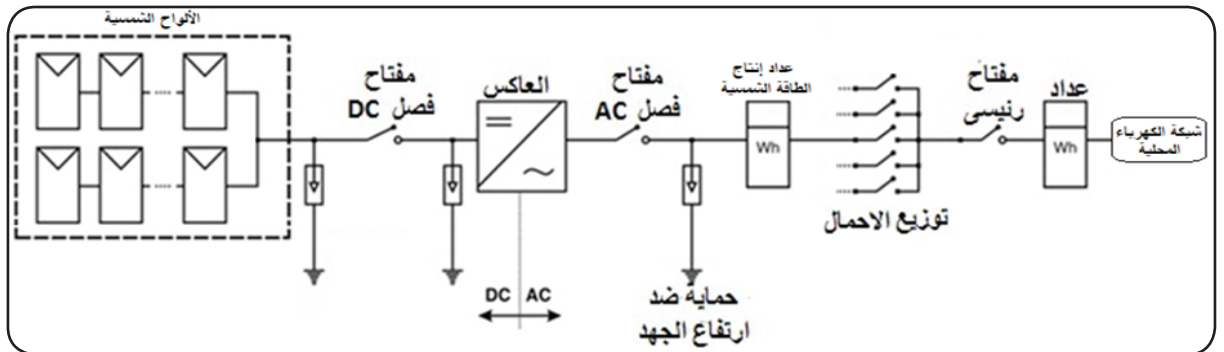 الألواح الشمسية
مفتاح
فصل DC
العاكس
مفتاح
فصل AC
عداد إنتاج
الطاقة الشمسية
مفتاح
رئيسى
عداد
شبكة الكهرباء
المحلية
Wh
Wh
توزيع الاحمال
DC AC
حماية ضد
ارتفاع الجهد